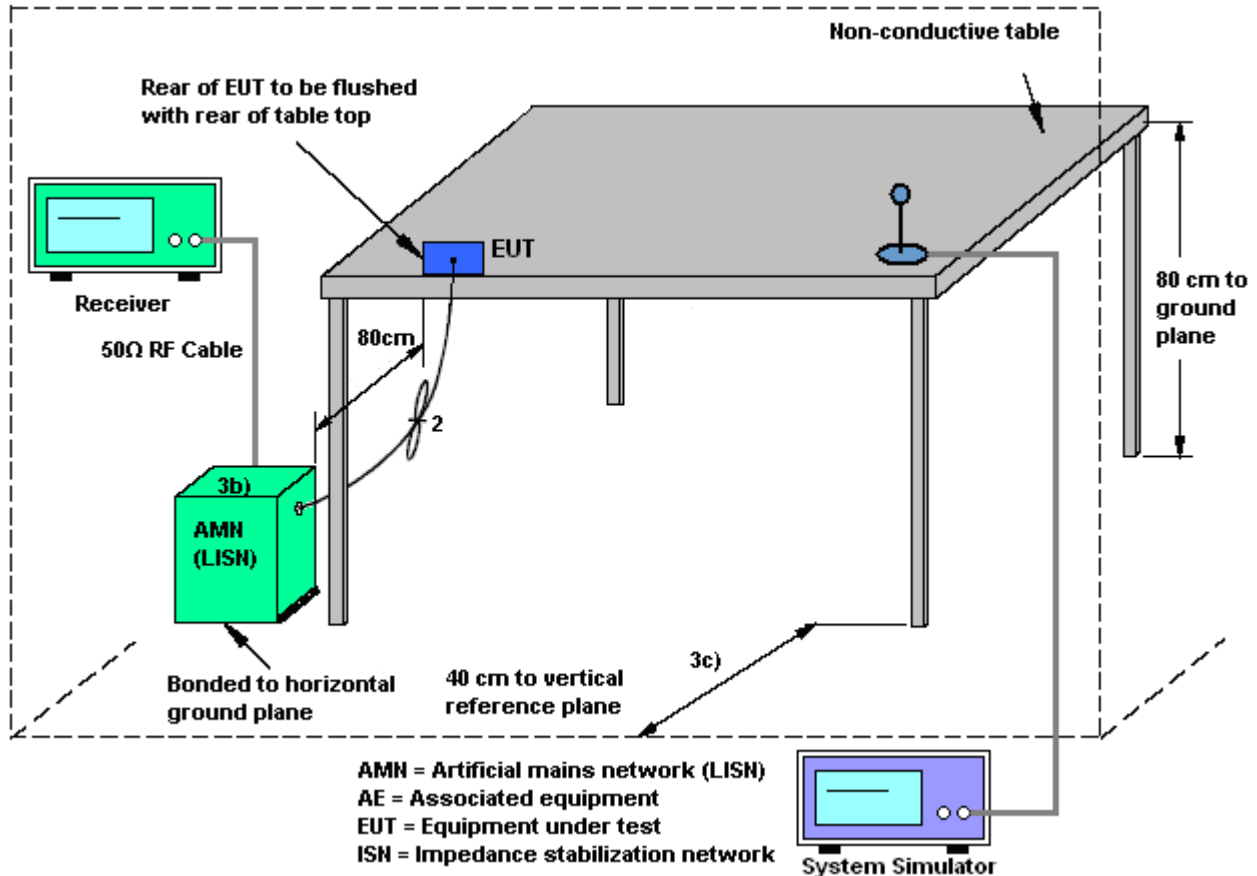 Non-conductive table
Rear of EUT to be flushed
with rear of table top
EUT
Receiver
80cm
80 cm to
ground
plane
50Ω RF Cable
2
3b)
AMN
(LISN)
3c)
Bonded to horizontal
ground plane
40 cm to vertical
reference plane
AMN = Artificial mains network (LISN)
AE = Associated equipment
EUT = Equipment under test
ISN = Impedance stabilization network
System Simulator